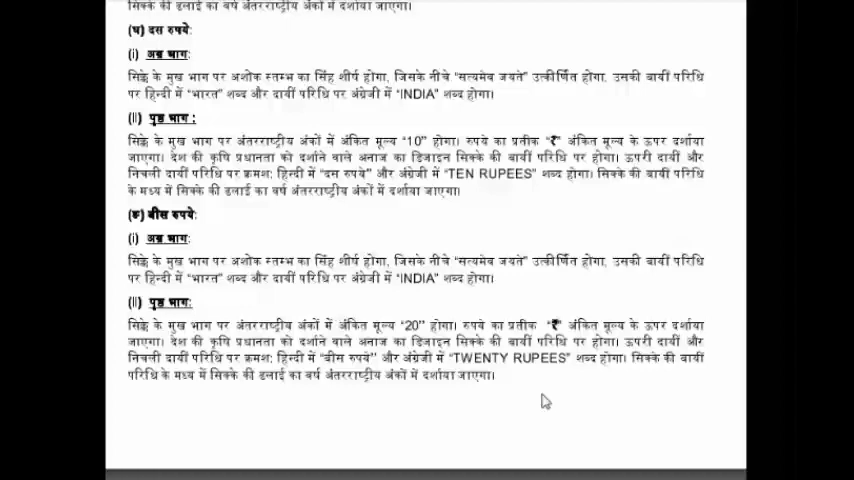 सिक्के की ढलाई का वर्ष अंतरराष्ट्रीय अंकों में दर्शाया जाएगा।
(घ) दस रुपये:
(i) अग्र भाग:
सिक्के के मुख भाग पर अशोक स्तम्भ का सिंह शीर्ष होगा, जिसके नीचे "सत्यमेव जयते" उत्कीर्णित होगा, उसकी बायीं परिधि
पर हिन्दी में "भारत" शब्द और दायीं परिधि पर अंग्रेजी में "INDIA" शब्द होगा।
(ii) पृष्ठ भाग :
सिक्के के मुख भाग पर अंतरराष्ट्रीय अंकों में अंकित मूल्य "10" होगा। रुपये का प्रतीक "₹" अंकित मूल्य के ऊपर दर्शाया
जाएगा। देश की कृषि प्रधानता को दर्शाने वाले अनाज का डिजाइन सिक्के की बायीं परिधि पर होगा। ऊपरी दायीं और
निचली दायीं परिधि पर क्रमश: हिन्दी में "दस रुपये" और अंग्रेजी में "TEN RUPEES" शब्द होगा। सिक्के की बायीं परिधि
के मध्य में सिक्के की ढलाई का वर्ष अंतरराष्ट्रीय अंकों में दर्शाया जाएगा।
(ङ) बीस रुपये:
(i) अग्र भाग:
सिक्के के मुख भाग पर अशोक स्तम्भ का सिंह शीर्ष होगा, जिसके नीचे "सत्यमेव जयते" उत्कीर्णित होगा, उसकी बायीं परिधि
पर हिन्दी में "भारत" शब्द और दायीं परिधि पर अंग्रेजी में "INDIA" शब्द होगा।
(ii) पृष्ठ भाग:
सिक्के के मुख भाग पर अंतरराष्ट्रीय अंकों में अंकित मूल्य "20" होगा। रुपये का प्रतीक "₹" अंकित मूल्य के ऊपर दर्शाया
जाएगा। देश की कृषि प्रधानता को दर्शाने वाले अनाज का डिजाइन सिक्के की बायीं परिधि पर होगा। ऊपरी दायीं और
निचली दायीं परिधि पर क्रमश: हिन्दी में "बीस रुपये" और अंग्रेजी में "TWENTY RUPEES" शब्द होगा। सिक्के की बायीं
परिधि के मध्य में सिक्के की ढलाई का वर्ष अंतरराष्ट्रीय अंकों में दर्शाया जाएगा।